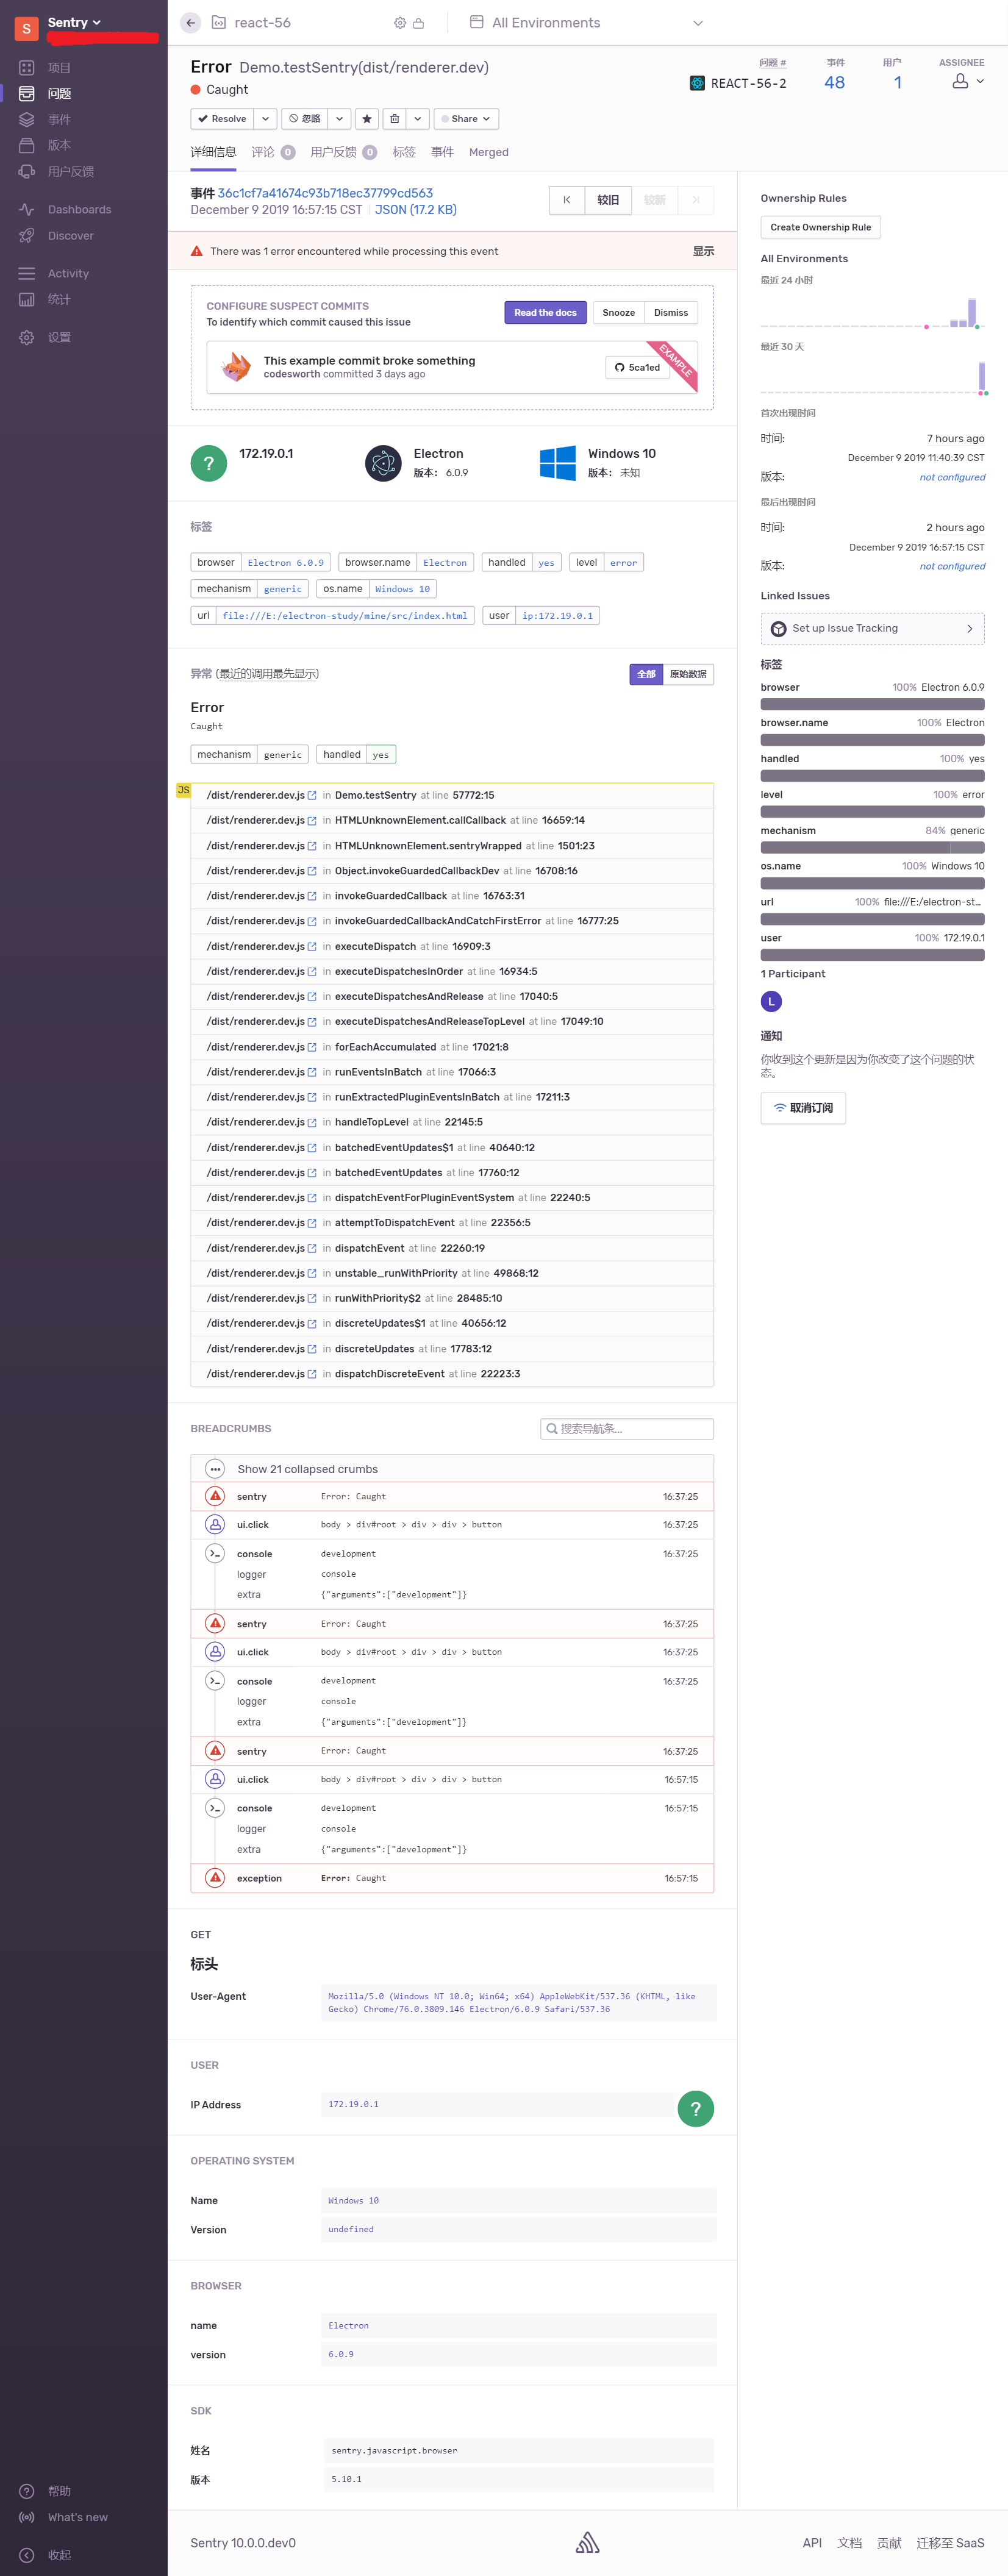 S Sentry
项目
问题
事件
版本
用户反馈
Dashboards
Discover
Activity
统计
设置
帮助
What's new
收起
react-56
All Environments
Error Demo.testSentry(dist/renderer.dev)
Caught
问题 # 事件 用户 ASSIGNEE
REACT-56-2 48 1
Resolve 忽略 Share
详细信息 评论 0 用户反馈 0 标签 事件 Merged
事件 36c1cf7a41674c93b718ec37799cd563
December 9 2019 16:57:15 CST JSON (17.2 KB)
较旧 较新
There was 1 error encountered while processing this event 显示
CONFIGURE SUSPECT COMMITS
To identify which commit caused this issue
Read the docs Snooze Dismiss
This example commit broke something
codesworth committed 3 days ago
5ca1ed
EXAMPLE
? 172.19.0.1
Electron
版本: 6.0.9
Windows 10
版本: 未知
标签
browser Electron 6.0.9 browser.name Electron handled yes level error
mechanism generic os.name Windows 10
url file:///E:/electron-study/mine/src/index.html user ip:172.19.0.1
异常 (最近的调用最先显示) 全部 原始数据
Error
Caught
mechanism generic handled yes
JS
/dist/renderer.dev.js in Demo.testSentry at line 57772:15
/dist/renderer.dev.js in HTMLUnknownElement.callCallback at line 16659:14
/dist/renderer.dev.js in HTMLUnknownElement.sentryWrapped at line 1501:23
/dist/renderer.dev.js in Object.invokeGuardedCallbackDev at line 16708:16
/dist/renderer.dev.js in invokeGuardedCallback at line 16763:31
/dist/renderer.dev.js in invokeGuardedCallbackAndCatchFirstError at line 16777:25
/dist/renderer.dev.js in executeDispatch at line 16909:3
/dist/renderer.dev.js in executeDispatchesInOrder at line 16934:5
/dist/renderer.dev.js in executeDispatchesAndRelease at line 17040:5
/dist/renderer.dev.js in executeDispatchesAndReleaseTopLevel at line 17049:10
/dist/renderer.dev.js in forEachAccumulated at line 17021:8
/dist/renderer.dev.js in runEventsInBatch at line 17066:3
/dist/renderer.dev.js in runExtractedPluginEventsInBatch at line 17211:3
/dist/renderer.dev.js in handleTopLevel at line 22145:5
/dist/renderer.dev.js in batchedEventUpdates$1 at line 40640:12
/dist/renderer.dev.js in batchedEventUpdates at line 17760:12
/dist/renderer.dev.js in dispatchEventForPluginEventSystem at line 22240:5
/dist/renderer.dev.js in attemptToDispatchEvent at line 22356:5
/dist/renderer.dev.js in dispatchEvent at line 22260:19
/dist/renderer.dev.js in unstable_runWithPriority at line 49868:12
/dist/renderer.dev.js in runWithPriority$2 at line 28485:10
/dist/renderer.dev.js in discreteUpdates$1 at line 40656:12
/dist/renderer.dev.js in discreteUpdates at line 17783:12
/dist/renderer.dev.js in dispatchDiscreteEvent at line 22223:3
BREADCRUMBS 搜索导航条...
Show 21 collapsed crumbs
sentry Error: Caught 16:37:25
ui.click body > div#root > div > div > button 16:37:25
console development 16:37:25
logger console
extra {"arguments":["development"]}
sentry Error: Caught 16:37:25
ui.click body > div#root > div > div > button 16:37:25
console development 16:37:25
logger console
extra {"arguments":["development"]}
sentry Error: Caught 16:37:25
ui.click body > div#root > div > div > button 16:57:15
console development 16:57:15
logger console
extra {"arguments":["development"]}
exception Error: Caught 16:57:15
GET
标头
User-Agent Mozilla/5.0 (Windows NT 10.0; Win64; x64) AppleWebKit/537.36 (KHTML, like
Gecko) Chrome/76.0.3809.146 Electron/6.0.9 Safari/537.36
USER
IP Address 172.19.0.1 ?
OPERATING SYSTEM
Name Windows 10
Version undefined
BROWSER
name Electron
version 6.0.9
SDK
姓名 sentry.javascript.browser
版本 5.10.1
Ownership Rules
Create Ownership Rule
All Environments
最近 24 小时
最近 30 天
首次出现时间
时间: 7 hours ago
December 9 2019 11:40:39 CST
版本: not configured
最后出现时间
时间: 2 hours ago
December 9 2019 16:57:15 CST
版本: not configured
Linked Issues
Set up Issue Tracking
标签
browser 100% Electron 6.0.9
browser.name 100% Electron
handled 100% yes
level 100% error
mechanism 84% generic
os.name 100% Windows 10
url 100% file:///E:/electron-st...
user 100% 172.19.0.1
1 Participant
L
通知
你收到这个更新是因为你改变了这个问题的状
态。
取消订阅
Sentry 10.0.0.dev0 API 文档 贡献 迁移至 SaaS